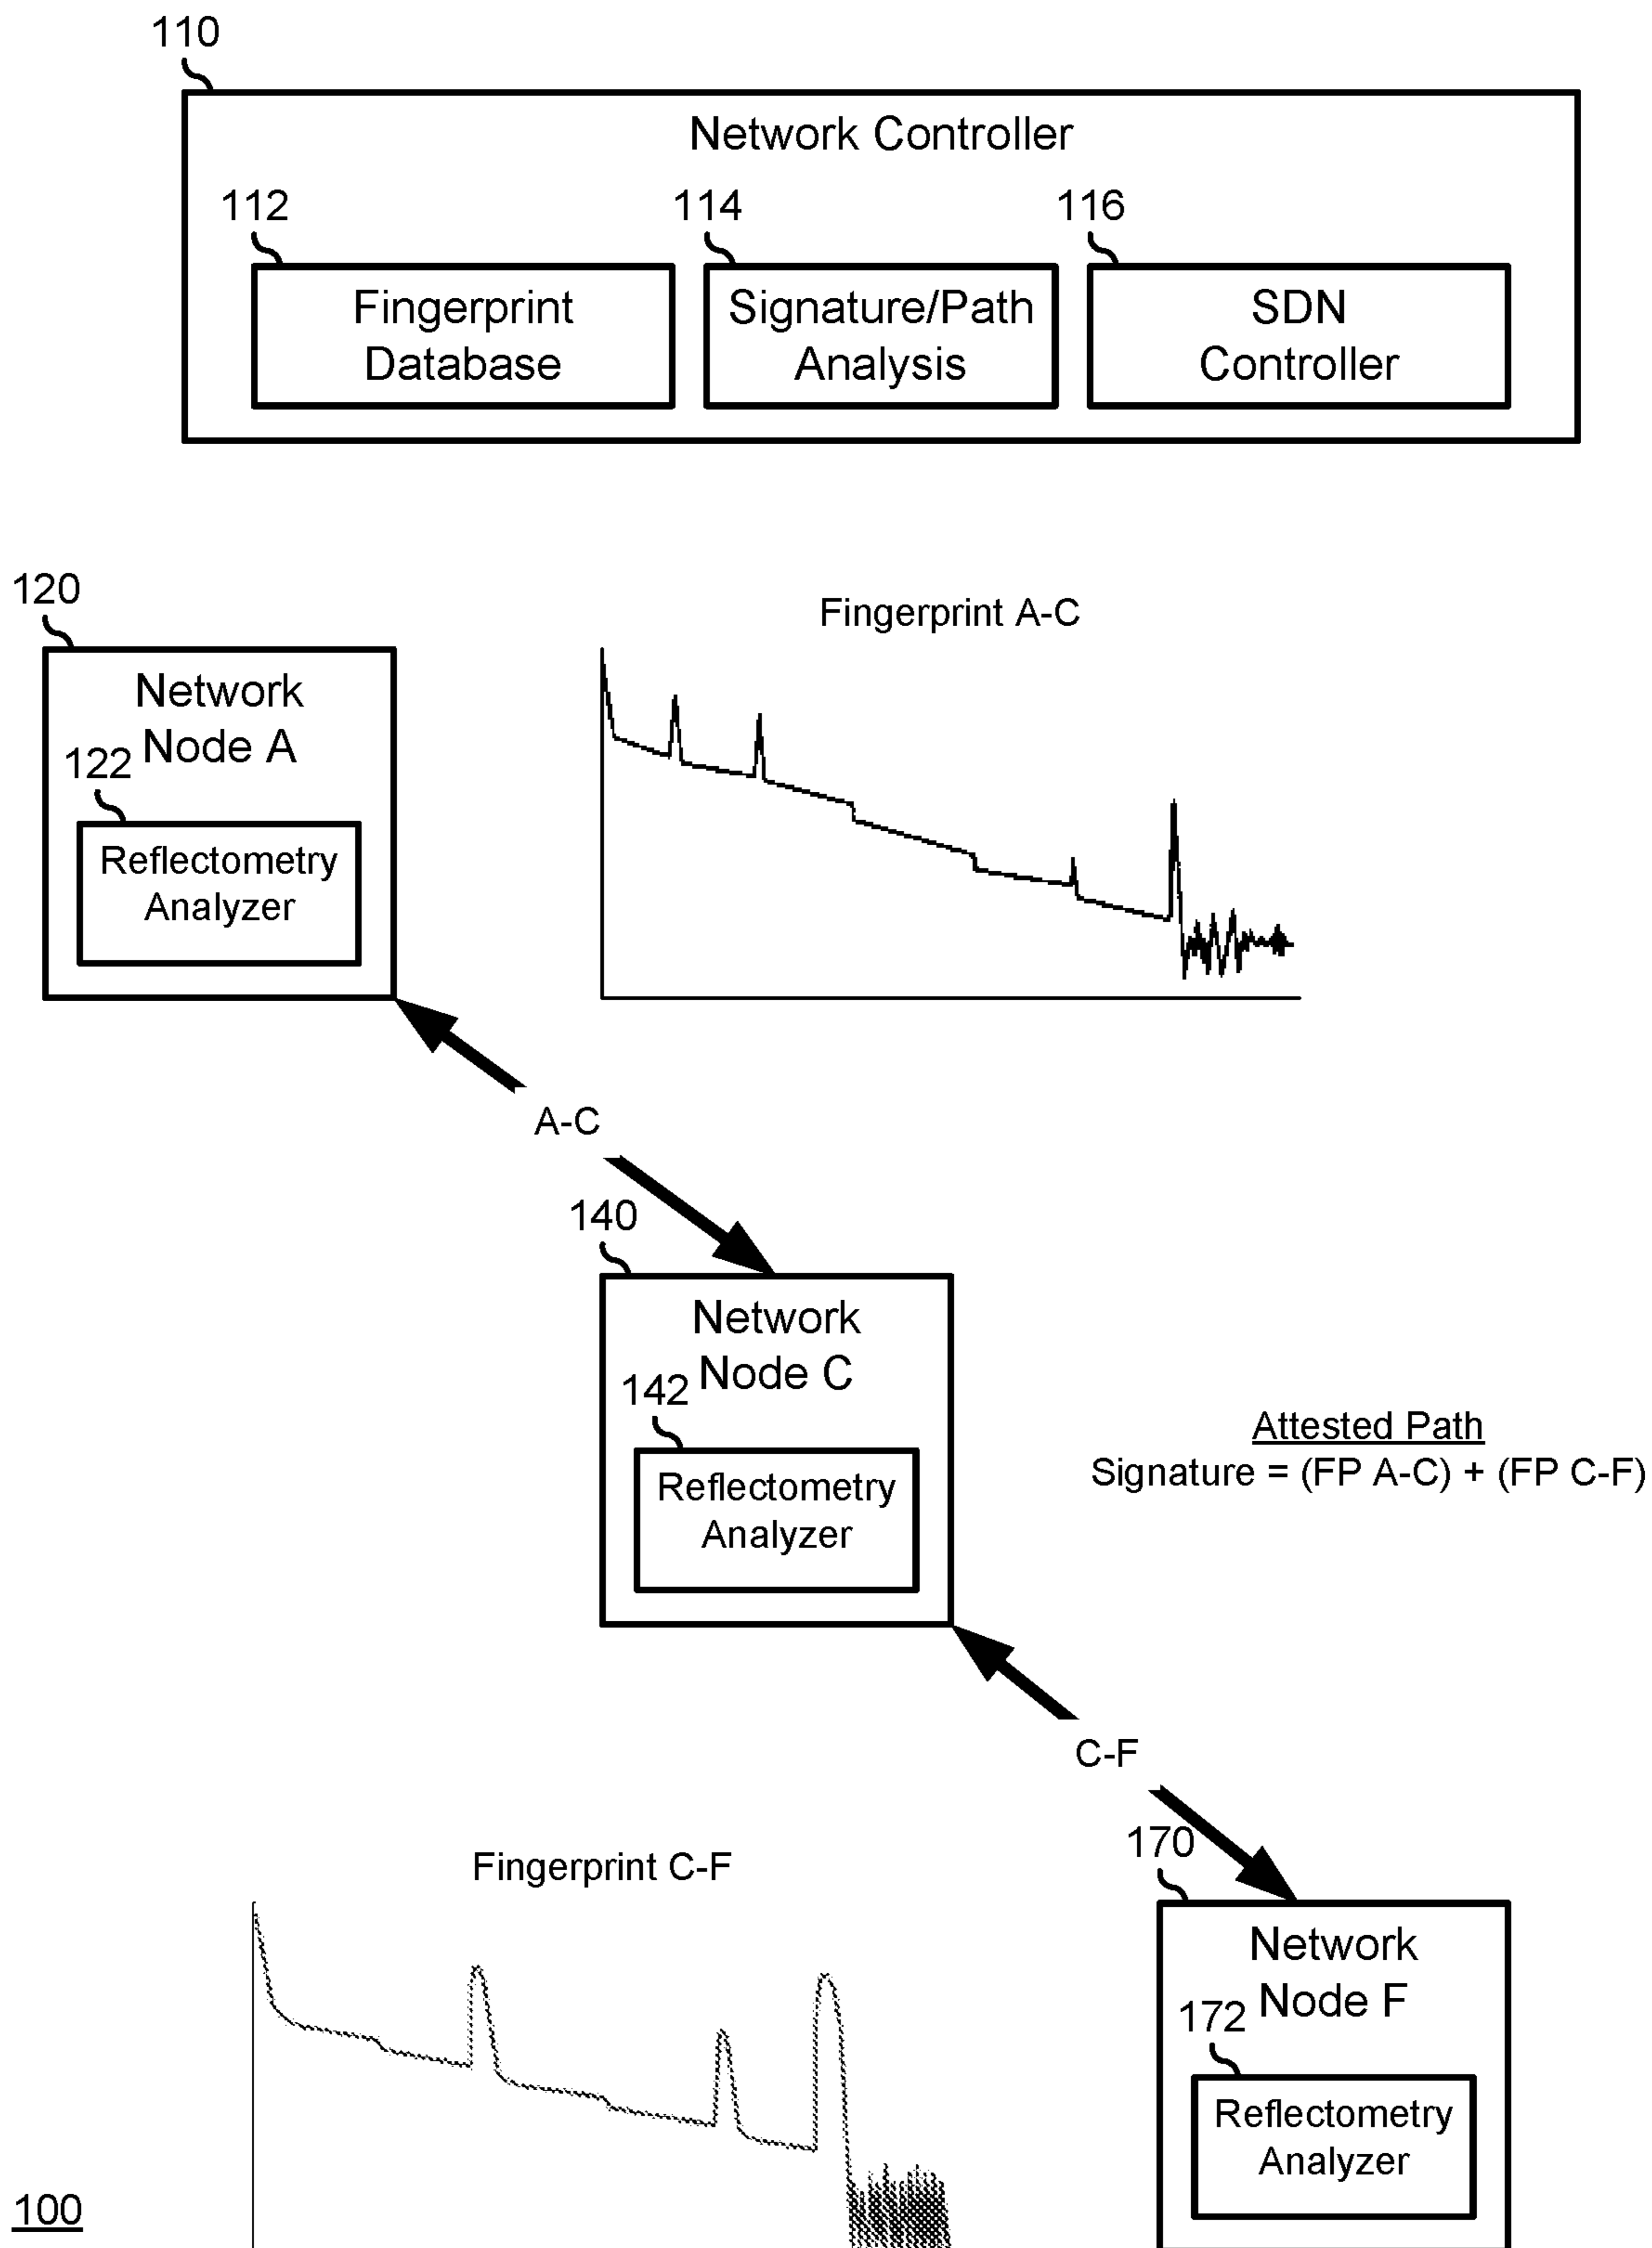 110
Network Controller
112
114
116
Fingerprint
Database
Signature/Path
Analysis
SDN
Controller
120
Network
Node A
122
Reflectometry
Analyzer
Fingerprint A-C
A-C
140
Network
Node C
142
Reflectometry
Analyzer
Attested Path
Signature = (FP A-C) + (FP C-F)
C-F
170
Network
Node F
172
Reflectometry
Analyzer
Fingerprint C-F
100